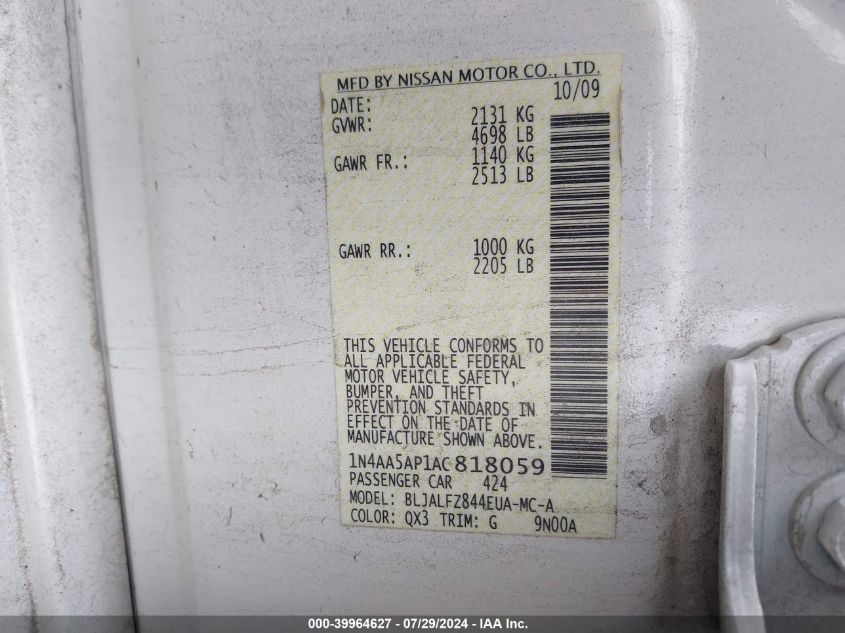 MFD BY NISSAN MOTOR CO., LTD.
DATE: 10/09
GVWR: 2131 KG
4698 LB
GAWR FR.: 1140 KG
2513 LB
GAWR RR.: 1000 KG
2205 LB
THIS VEHICLE CONFORMS TO
ALL APPLICABLE FEDERAL
MOTOR VEHICLE SAFETY,
BUMPER, AND THEFT
PREVENTION STANDARDS IN
EFFECT ON THE DATE OF
MANUFACTURE SHOWN ABOVE.
1N4AA5AP1AC818059
PASSENGER CAR 424
MODEL: BLJALFZ844EUA-MC-A
COLOR: QX3 TRIM: G 9N00A
000-39964627 - 07/29/2024 - IAA Inc.